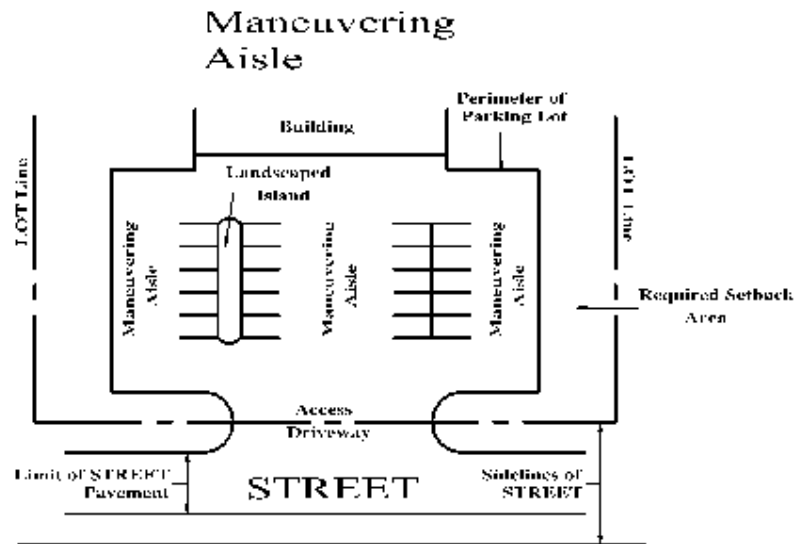 Maneuvering
Aisle
Building
Perimeter of
Parking Lot
Landscaped
Island
LOT Line
LOT Line
Maneuvering
Aisle
Maneuvering
Aisle
Maneuvering
Aisle
Required Setback
Area
Access
Driveway
Limit of STREET
Pavement
STREET
Sidelines of
STREET